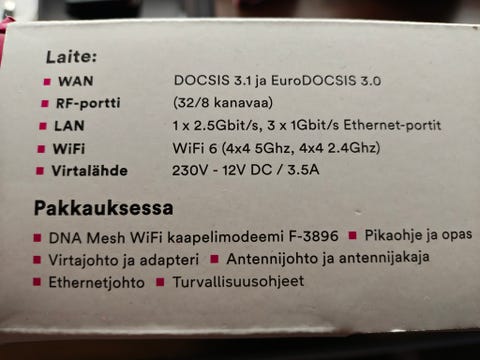 Laite:
WAN DOCSIS 3.1 ja EuroDOCSIS 3.0
RF-portti (32/8 kanavaa)
LAN 1 x 2.5Gbit/s, 3 x 1Gbit/s Ethernet-portit
WiFi WiFi 6 (4x4 5Ghz, 4x4 2.4Ghz)
Virtalähde 230V - 12V DC / 3.5A
Pakkauksessa
DNA Mesh WiFi kaapelimodeemi F-3896 Pikaohje ja opas
Virtajohto ja adapteri Antennijohto ja antennijakaja
Ethernetjohto Turvallisuusohjeet